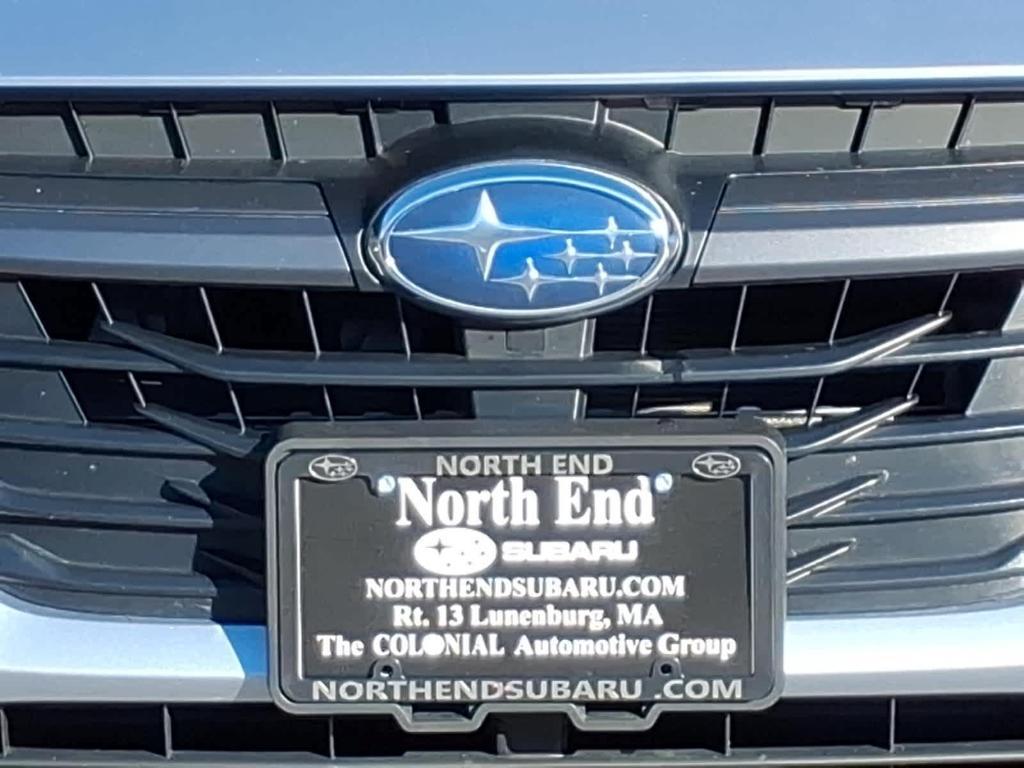 NORTH END
North End
SUBARU
NORTHENDSUBARU.COM
Rt. 13 Lunenburg, MA
The COLONIAL Automotive Group
NORTHENDSUBARU.COM